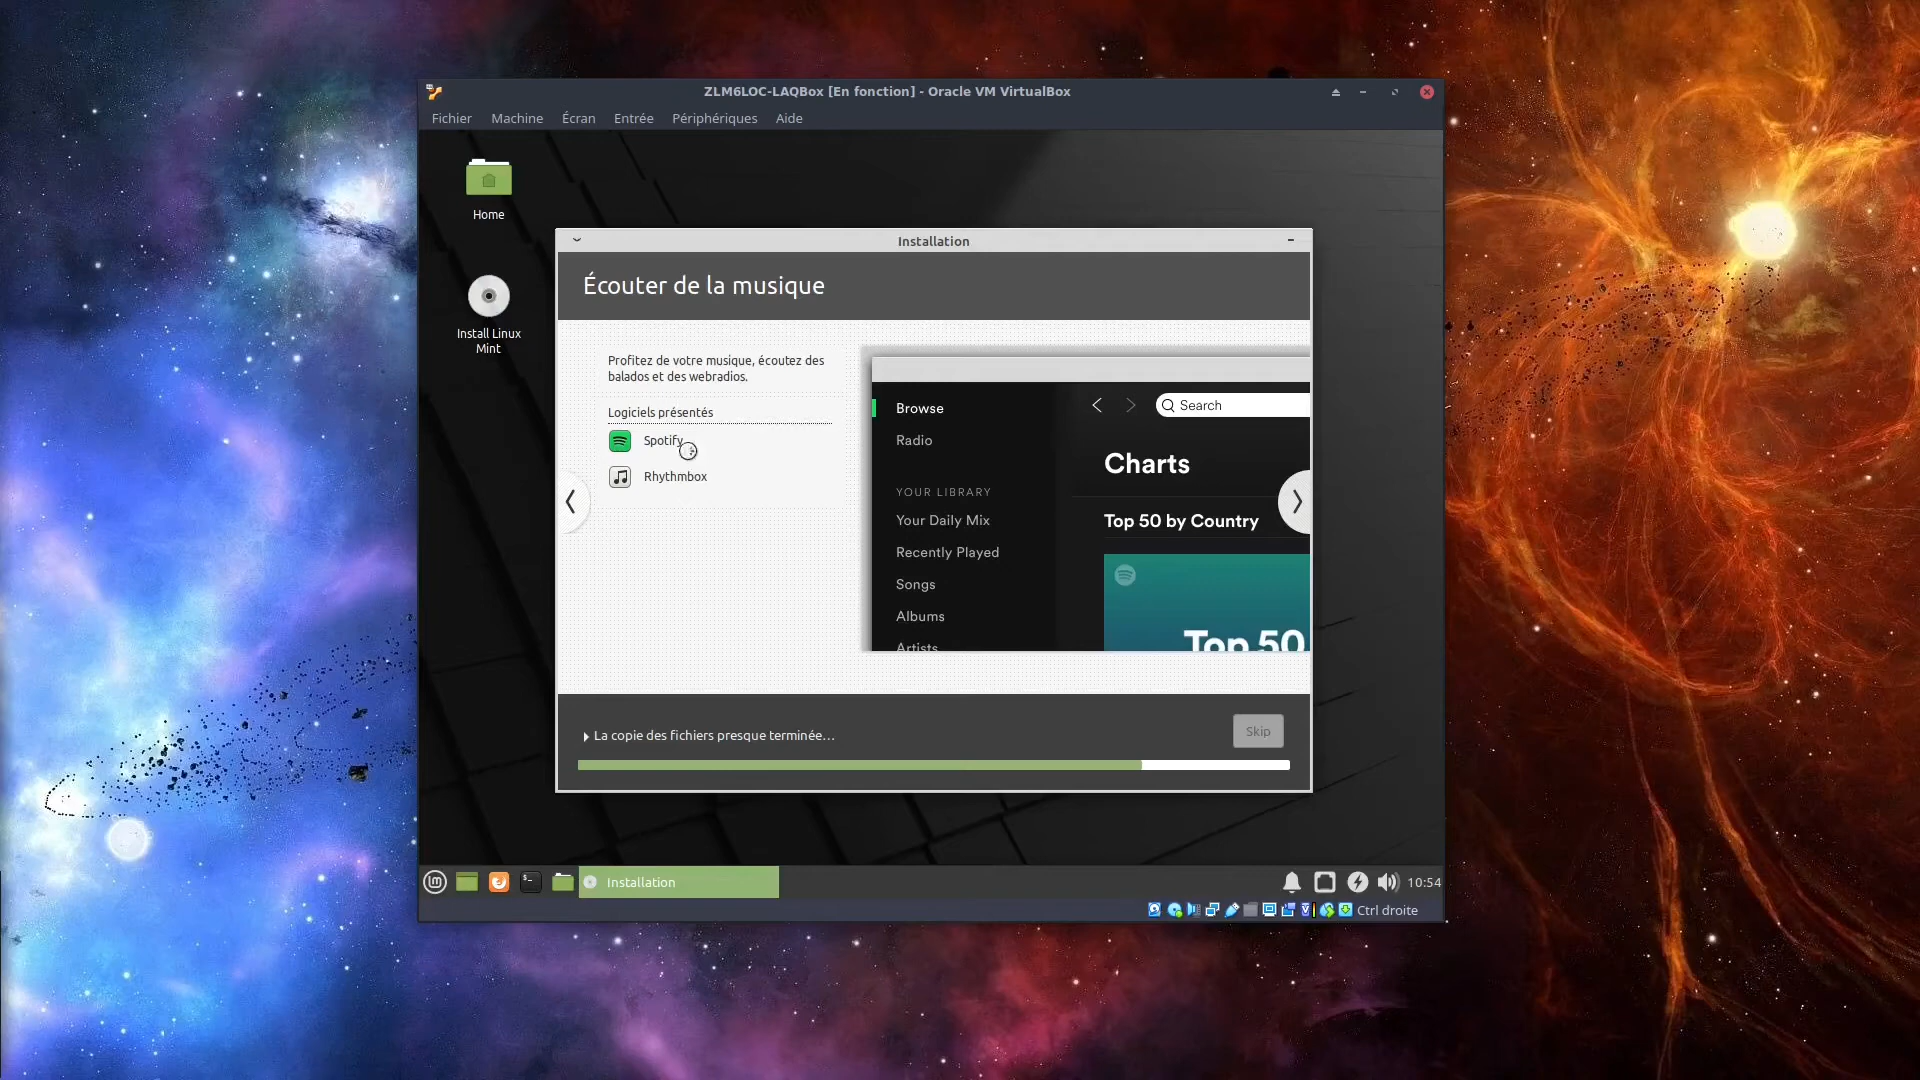 ZLM6LOC-LAQBox [En fonction] - Oracle VM VirtualBox
Fichier Machine Écran Entrée Périphériques Aide
Home
Install Linux
Mint
Installation
Écouter de la musique
Profitez de votre musique, écoutez des
balados et des webradios.
Logiciels présentés
Spotify
Rhythmbox
Browse
Radio
YOUR LIBRARY
Your Daily Mix
Recently Played
Songs
Albums
Artists
Search
Charts
Top 50 by Country
Top 50
La copie des fichiers presque terminée...
Skip
Installation
10:54
Ctrl droite